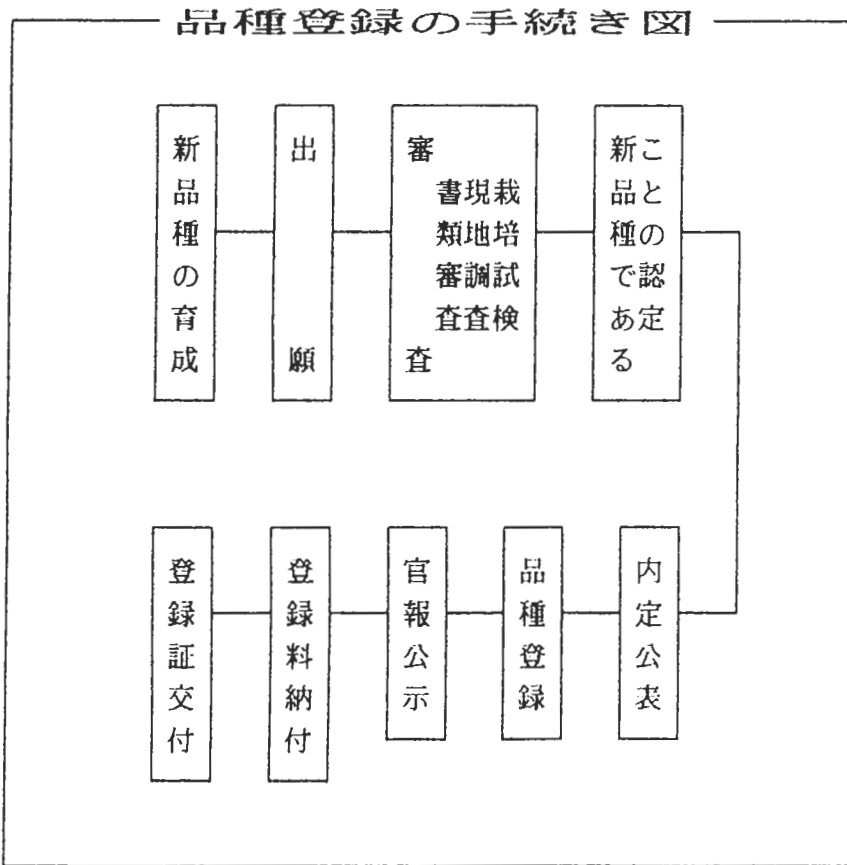 品種登録の手続き図
新品種の育成
出願
審査
書類審査
現地調査
栽培試検
新品種である
ことの認定
内定公表
品種登録
官報公示
登録料納付
登録証交付